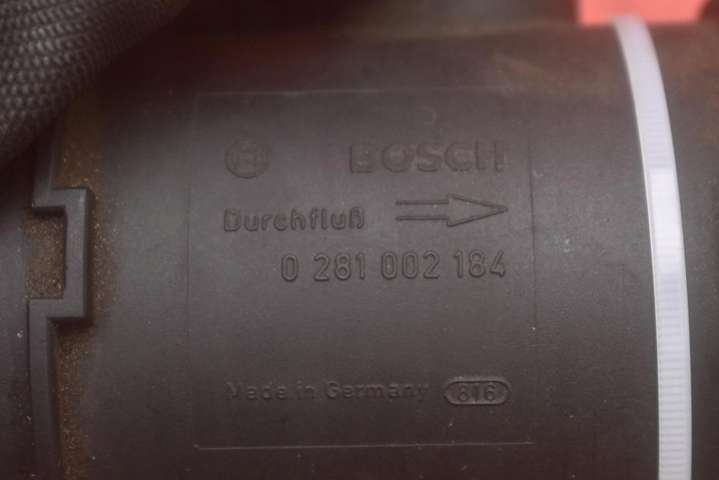 BOSCH
Durchfluß
0 281 002 184
Made in Germany 816